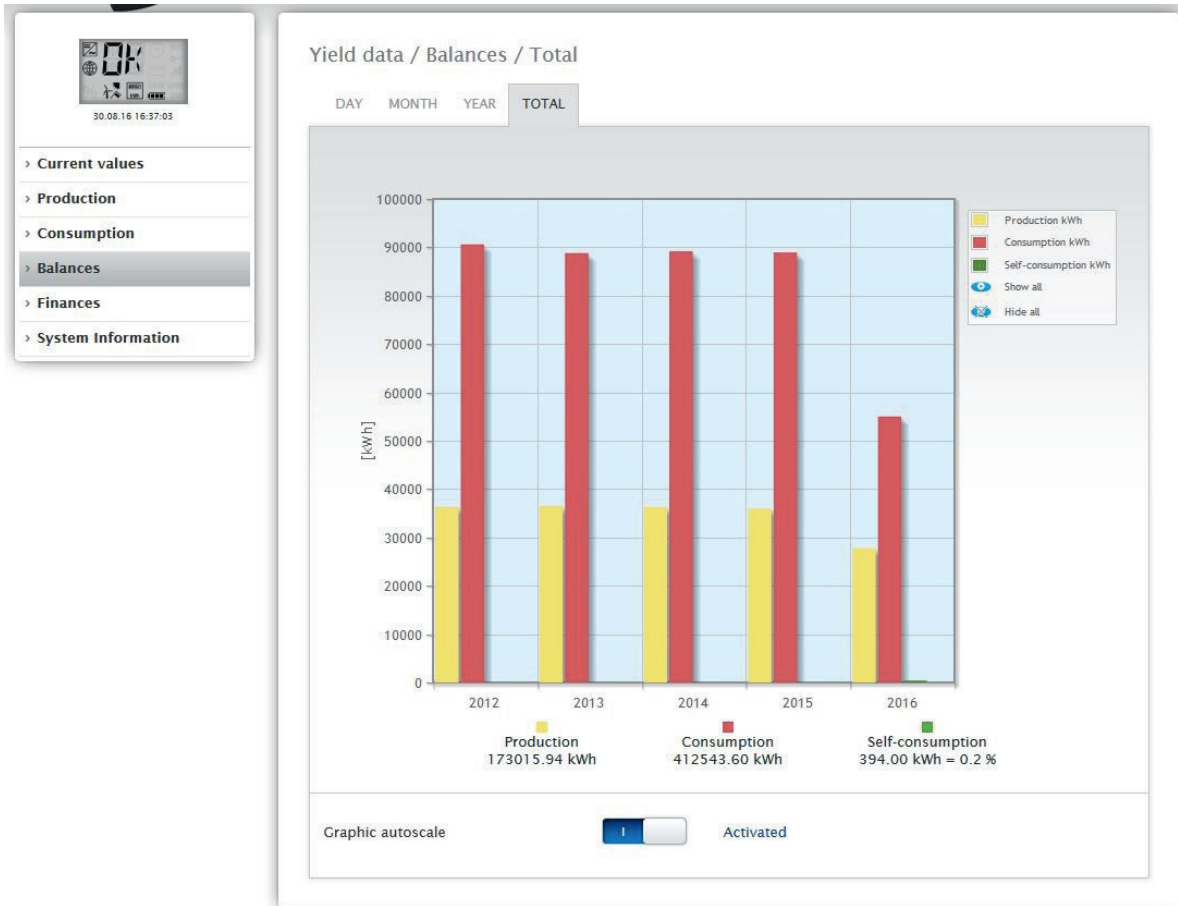 OK
30.08.16 16:37:03
› Current values
› Production
› Consumption
› Balances
› Finances
› System Information
Yield data / Balances / Total
DAY MONTH YEAR TOTAL
100000
90000
80000
70000
60000
50000
40000
30000
20000
10000
0
[kWh]
2012 2013 2014 2015 2016
Production kWh
Consumption kWh
Self-consumption kWh
Show all
Hide all
Production
173015.94 kWh
Consumption
412543.60 kWh
Self-consumption
394.00 kWh = 0.2 %
Graphic autoscale
I
Activated